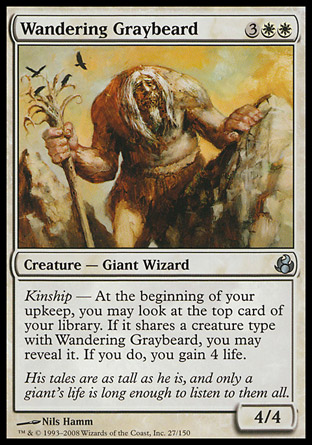 Wandering Graybeard 3
Creature — Giant Wizard
Kinship — At the beginning of your
upkeep, you may look at the top card of
your library. If it shares a creature type
with Wandering Graybeard, you may
reveal it. If you do, you gain 4 life.
His tales are as tall as he is, and only a
giant's life is long enough to listen to them all.
Nils Hamm
™ & © 1993–2008 Wizards of the Coast, Inc. 27/150
4/4